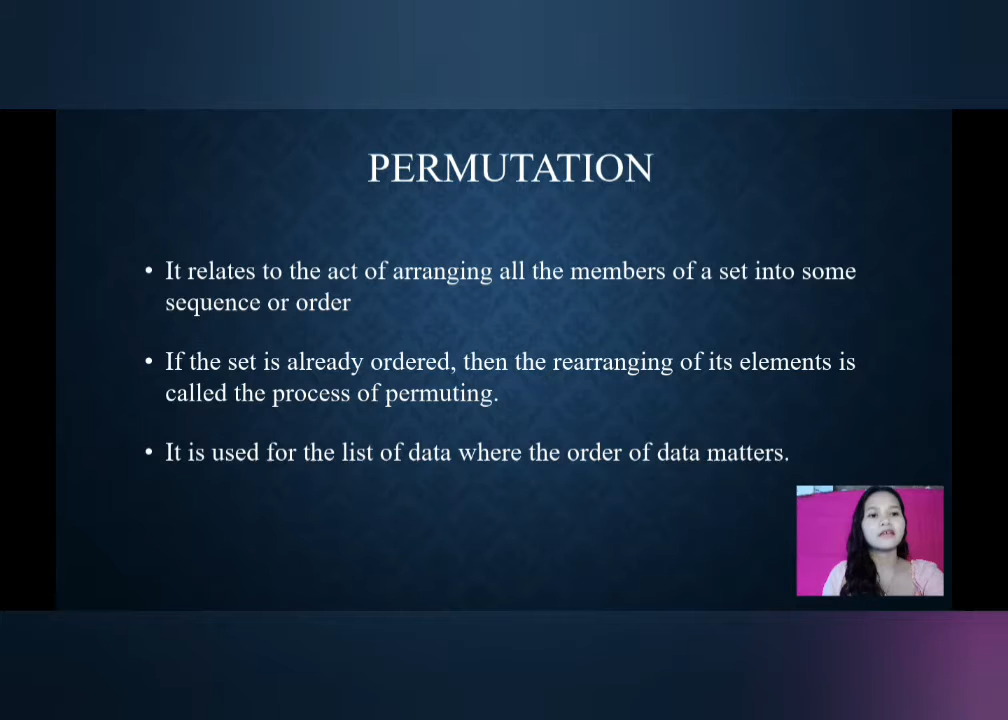 PERMUTATION
• It relates to the act of arranging all the members of a set into some
sequence or order
• If the set is already ordered, then the rearranging of its elements is
called the process of permuting.
• It is used for the list of data where the order of data matters.